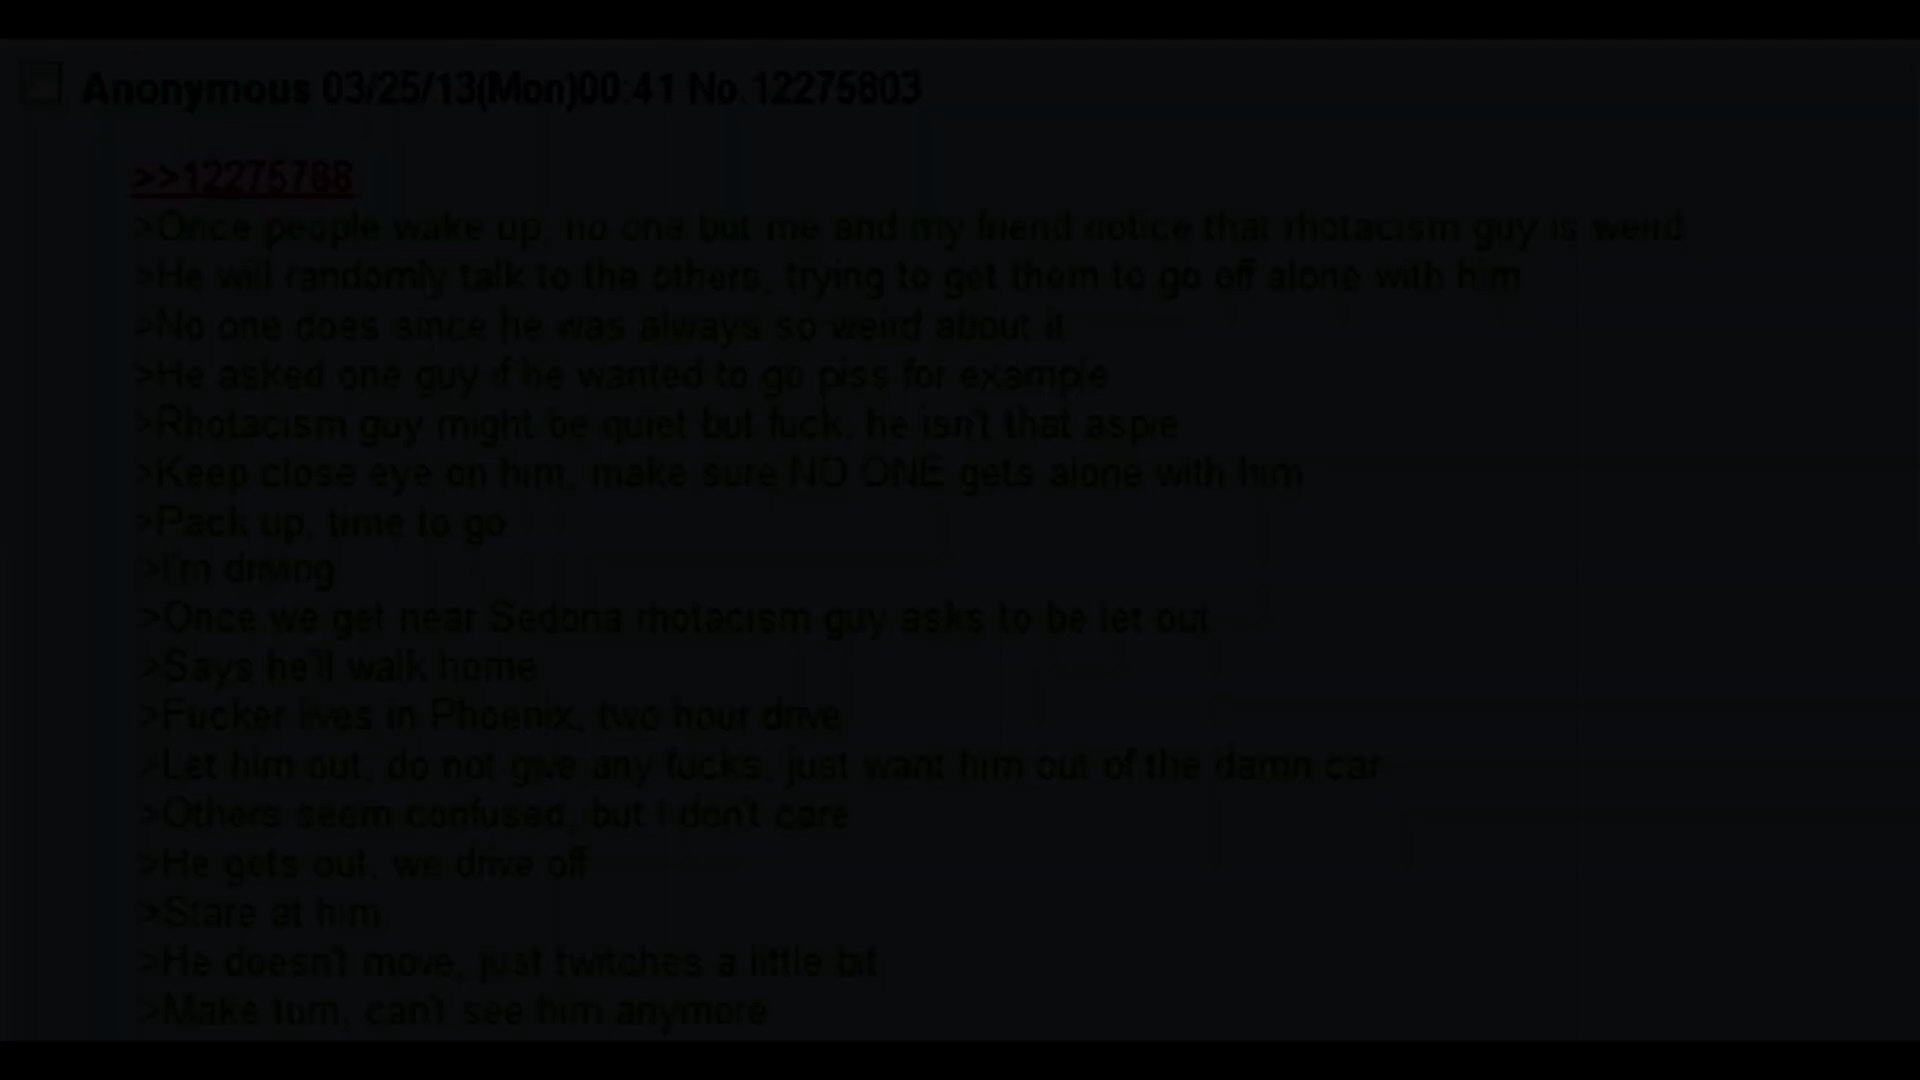 Anonymous 03/25/13(Mon)00:41 No.12275803
>>12275788
>Once people wake up, no one but me and my friend notice that rhotacism guy is weird
>He will randomly talk to the others, trying to get them to go off alone with him
>No one does since he was always so weird about it
>He asked one guy if he wanted to go piss for example
>Rhotacism guy might be quiet but fuck, he isn't that aspie
>Keep close eye on him, make sure NO ONE gets alone with him
>Pack up, time to go
>I'm driving
>Once we get near Sedona rhotacism guy asks to be let out
>Says he'll walk home
>Fucker lives in Phoenix, two hour drive
>Let him out, do not give any fucks, just want him out of the damn car
>Others seem confused, but I don't care
>He gets out, we drive off
>Stare at him
>He doesn't move, just twitches a little bit
>Make turn, can't see him anymore